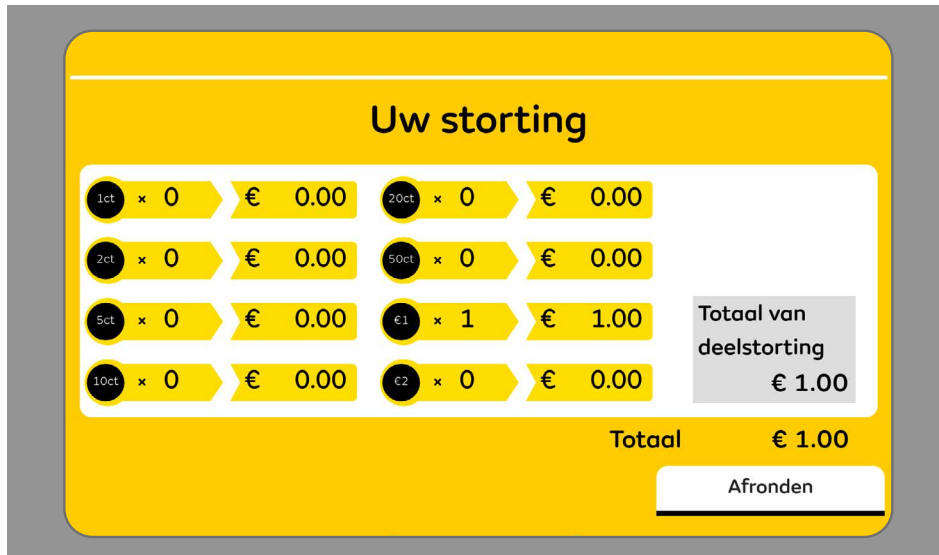 Uw storting
1ct × 0 € 0.00 20ct × 0 € 0.00
2ct × 0 € 0.00 50ct × 0 € 0.00
5ct × 0 € 0.00 €1 × 1 € 1.00
10ct × 0 € 0.00 €2 × 0 € 0.00
Totaal van
deelstorting
€ 1.00
Totaal € 1.00
Afronden